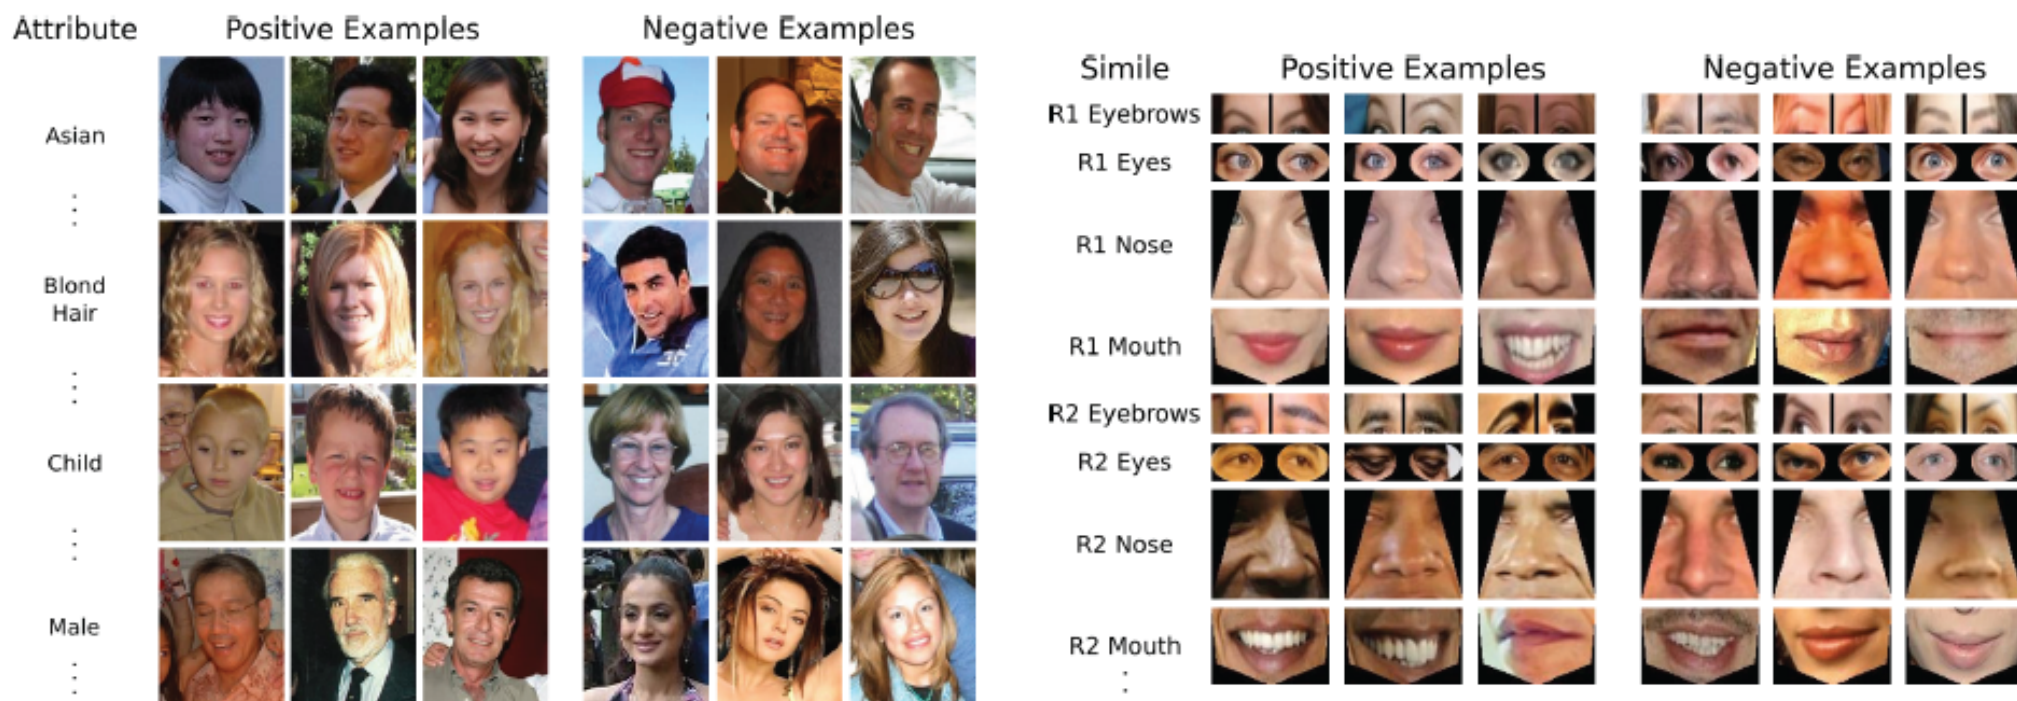 Attribute
Positive Examples
Negative Examples
Asian
Blond
Hair
Child
Male
Simile
Positive Examples
Negative Examples
R1 Eyebrows
R1 Eyes
R1 Nose
R1 Mouth
R2 Eyebrows
R2 Eyes
R2 Nose
R2 Mouth